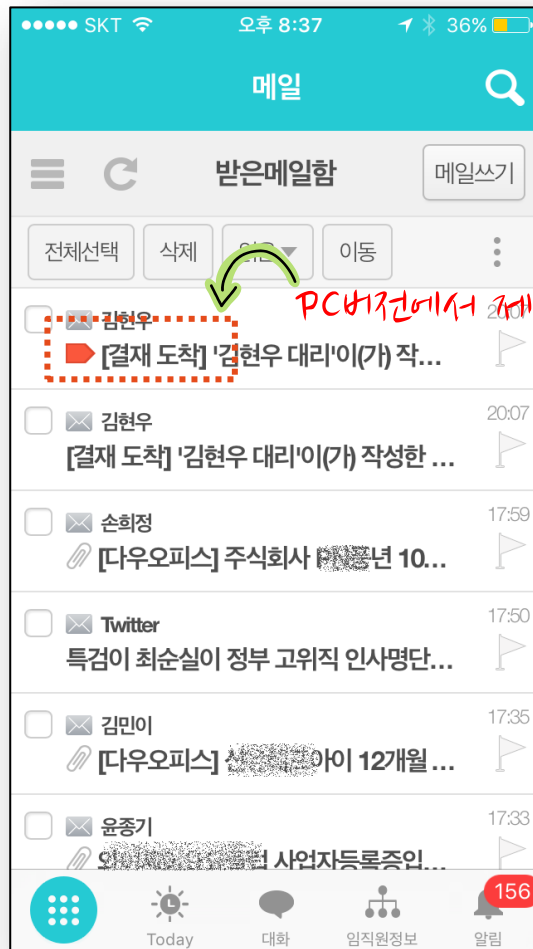 SKT 오후 8:37 36%
메일
받은메일함 메일쓰기
전체선택 삭제 이동
PC버전에서 제
김현우 20:07
[결재 도착] '김현우 대리'이(가) 작...
김현우 20:07
[결재 도착] '김현우 대리'이(가) 작성한 ...
손희정 17:59
[다우오피스] 주식회사 년 10...
Twitter 17:50
특검이 최순실이 정부 고위직 인사명단...
김민이 17:35
[다우오피스] 아이 12개월 ...
윤종기 17:33
사업자등록증입...
156
Today 대화 임직원정보 알림